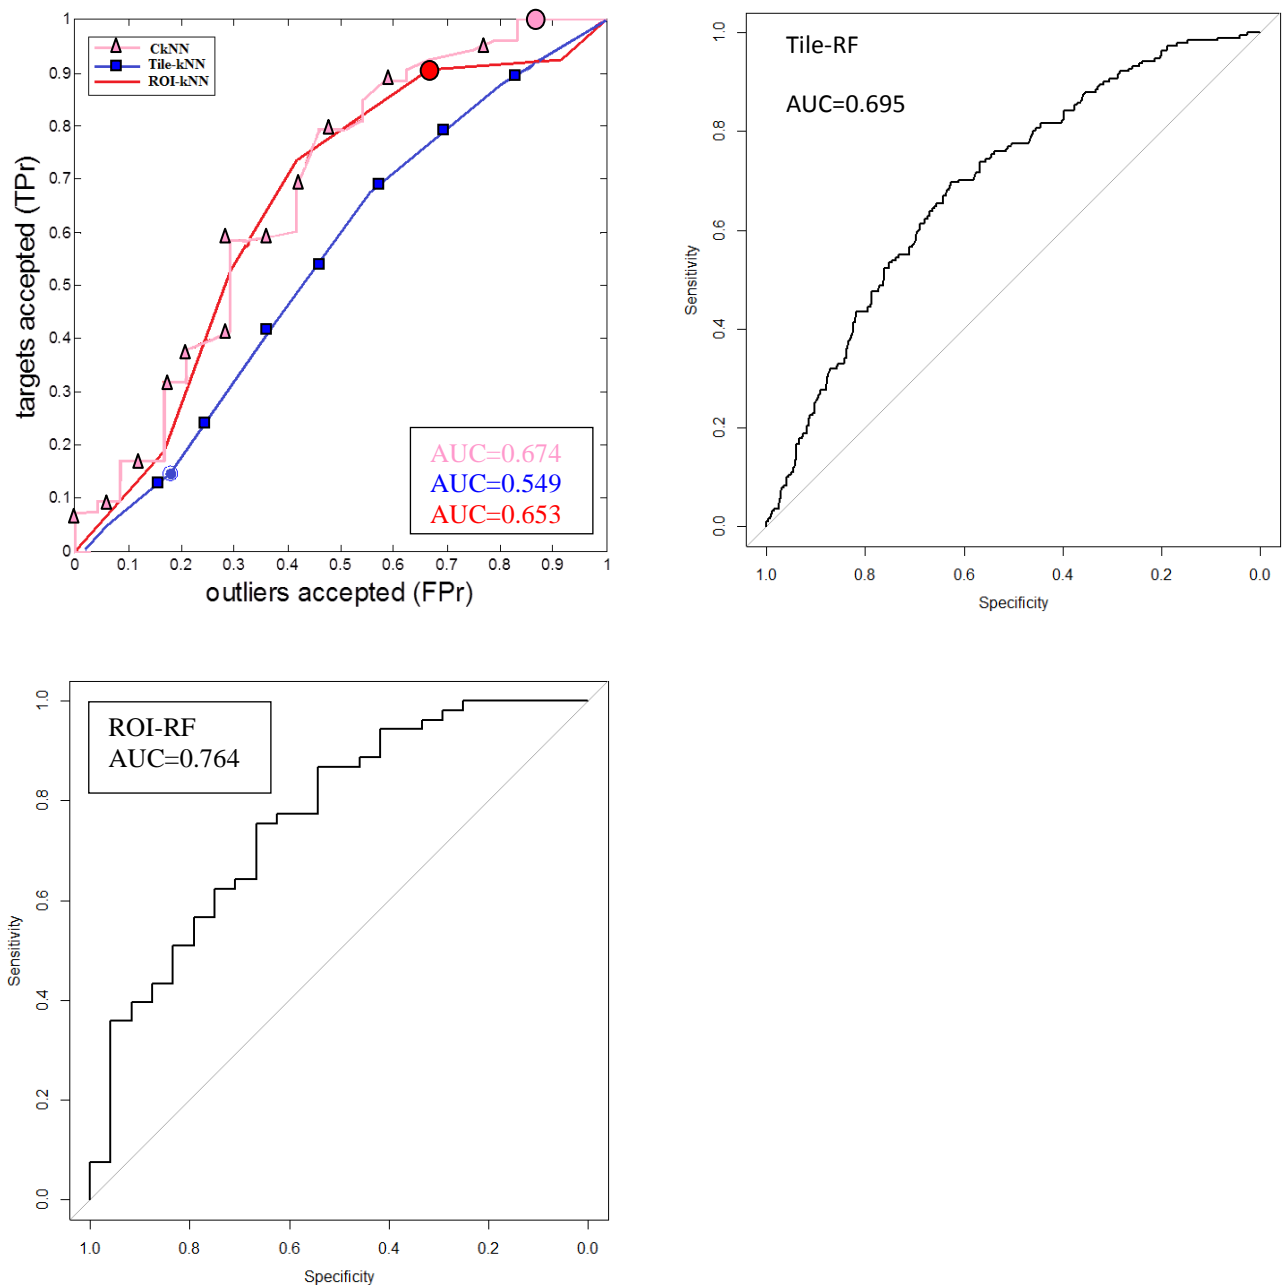 CkNN
Tile-kNN
ROI-kNN
1
0.9
0.8
0.7
0.6
0.5
0.4
0.3
0.2
0.1
0
targets accepted (TPr)
AUC=0.674
AUC=0.549
AUC=0.653
0 0.1 0.2 0.3 0.4 0.5 0.6 0.7 0.8 0.9 1
outliers accepted (FPr)
Tile-RF
AUC=0.695
1.0
0.8
0.6
0.4
0.2
0.0
Sensitivity
1.0 0.8 0.6 0.4 0.2 0.0
Specificity
ROI-RF
AUC=0.764
1.0
0.8
0.6
0.4
0.2
0.0
Sensitivity
1.0 0.8 0.6 0.4 0.2 0.0
Specificity